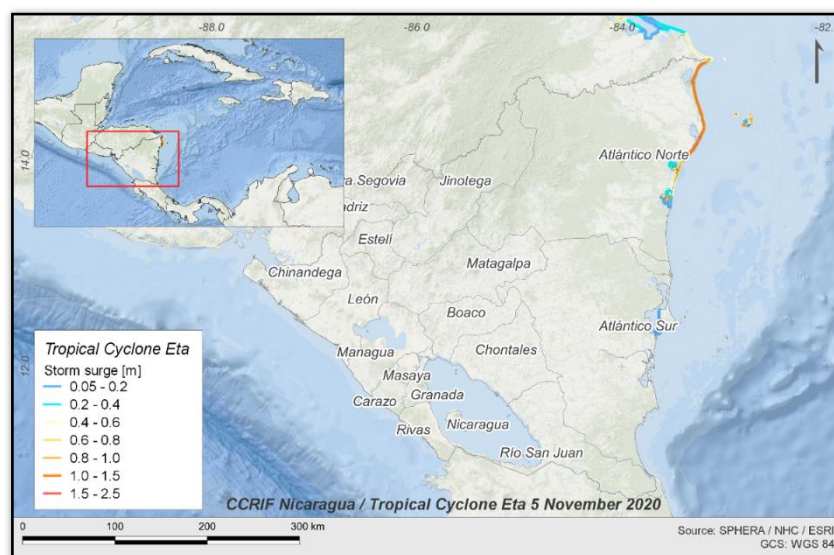 -88.0
-86.0
-84.0
-82.
14.0
12.0
Atlántico Norte
Segovia
Jinotega
driz
Estelí
Matagalpa
Chinandega
León
Boaco
Atlántico Sur
Managua
Chontales
Masaya
Granada
Carazo
Rivas
Nicaragua
Río San Juan
Tropical Cyclone Eta
Storm surge [m]
0.05 - 0.2
0.2 - 0.4
0.4 - 0.6
0.6 - 0.8
0.8 - 1.0
1.0 - 1.5
1.5 - 2.5
CCRIF Nicaragua / Tropical Cyclone Eta 5 November 2020
0 100 200 300 km
Source: SPHERA / NHC / ESRI
GCS: WGS 84